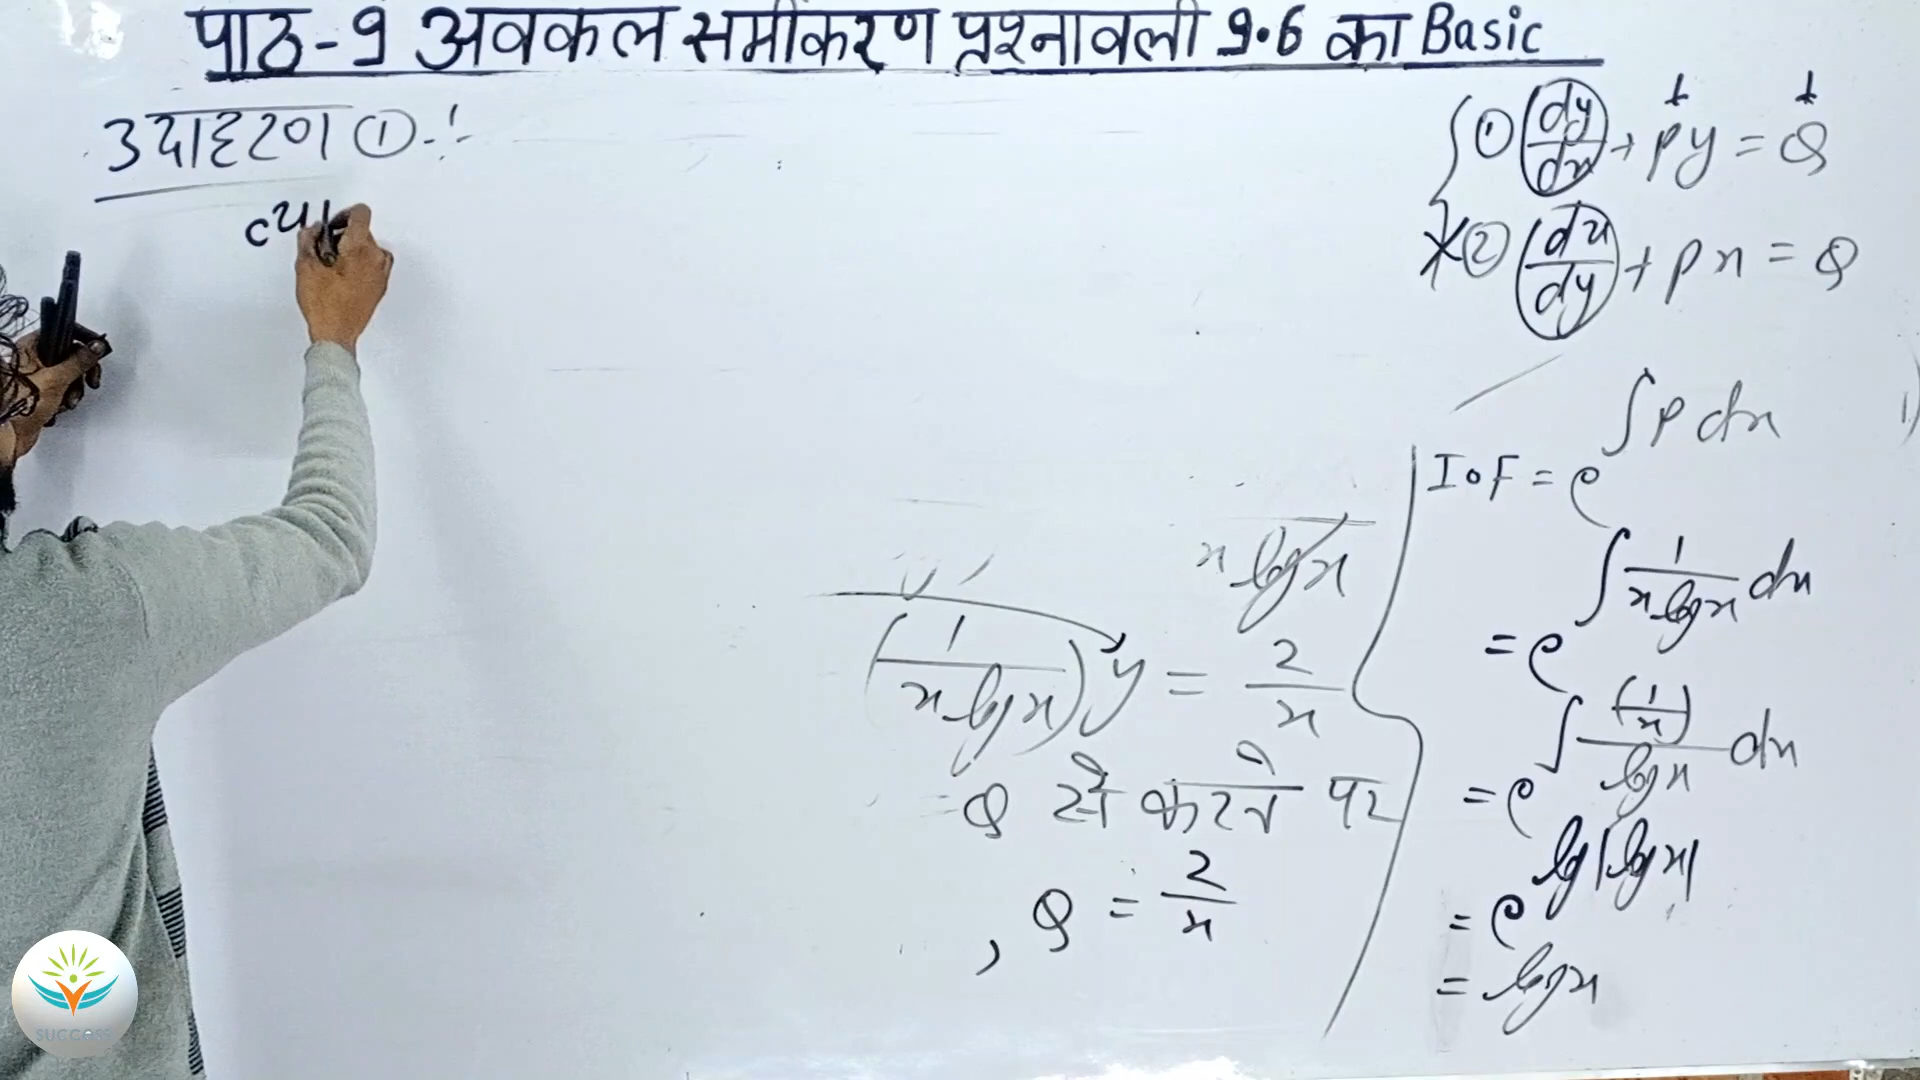 पाठ-9 अवकल समीकरण प्रश्नावली 9.6 का Basic
उदाहरण ① :-
① dy/dx + Py = Q
② dx/dy + Px = Q
x log x
(1/(x log x)) y = 2/x
Q से करने पर
, Q = 2/x
I.F = e^∫P dx
= e^∫1/(x log x) dx
= e^∫(1/x)/log x dx
= e^log|log x|
= log x
SUCCESS